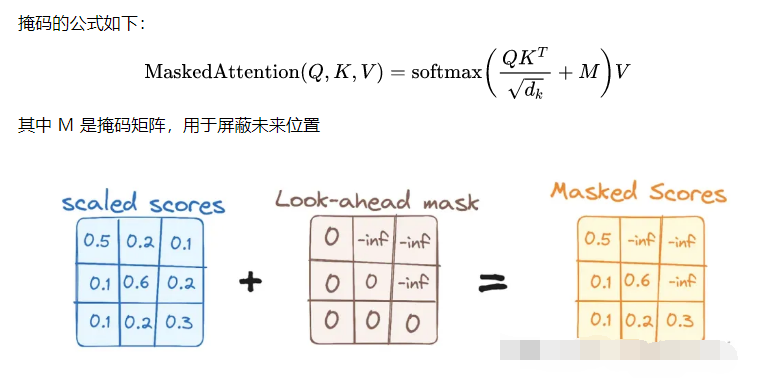 掩码的公式如下：
MaskedAttention(Q, K, V) = softmax(QK^T / √d_k + M)V
其中 M 是掩码矩阵，用于屏蔽未来位置
scaled scores
0.5 0.2 0.1
0.1 0.6 0.2
0.1 0.2 0.3
+
Look-ahead mask
0 -inf -inf
0 0 -inf
0 0 0
=
Masked Scores
0.5 -inf -inf
0.1 0.6 -inf
0.1 0.2 0.3